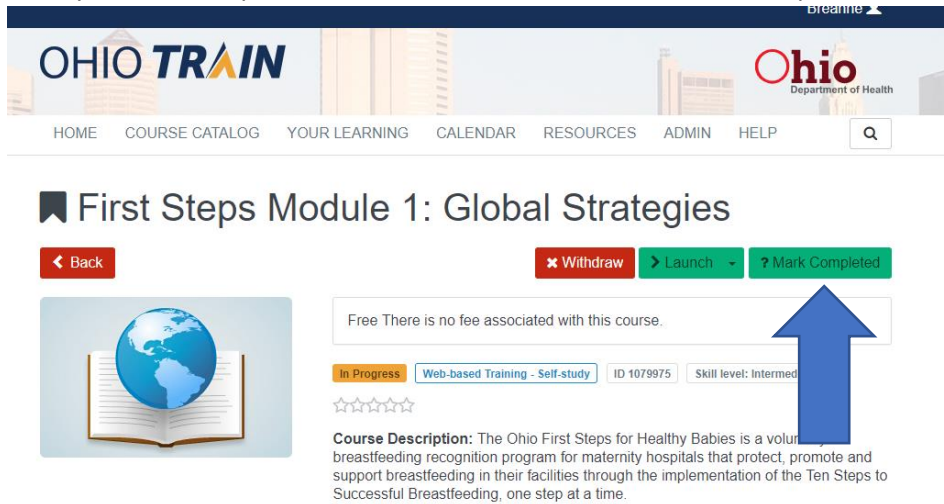 Breanne
OHIO TRAIN
Ohio
Department of Health
HOME COURSE CATALOG YOUR LEARNING CALENDAR RESOURCES ADMIN HELP
First Steps Module 1: Global Strategies
Back
Withdraw Launch ? Mark Completed
Free There is no fee associated with this course.
In Progress Web-based Training - Self-study ID 1079975 Skill level: Intermed
Course Description: The Ohio First Steps for Healthy Babies is a volun
breastfeeding recognition program for maternity hospitals that protect, promote and
support breastfeeding in their facilities through the implementation of the Ten Steps to
Successful Breastfeeding, one step at a time.